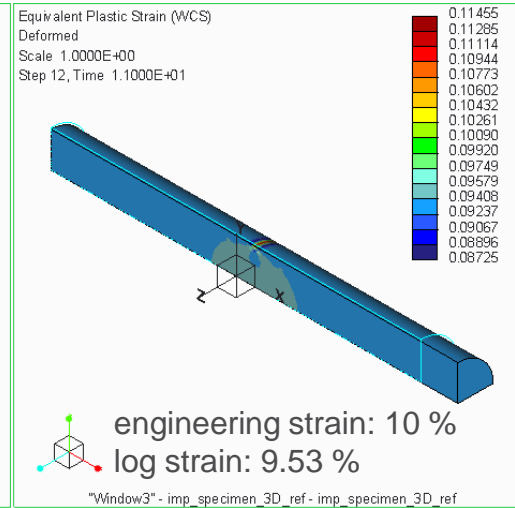 Equivalent Plastic Strain (WCS)
Deformed
Scale 1.0000E+00
Step 12, Time 1.1000E+01
0.11455
0.11285
0.11114
0.10944
0.10773
0.10602
0.10432
0.10261
0.10090
0.09920
0.09749
0.09579
0.09408
0.09237
0.09067
0.08896
0.08725
Y
Z
X
engineering strain: 10 %
log strain: 9.53 %
"Window3" - imp_specimen_3D_ref - imp_specimen_3D_ref